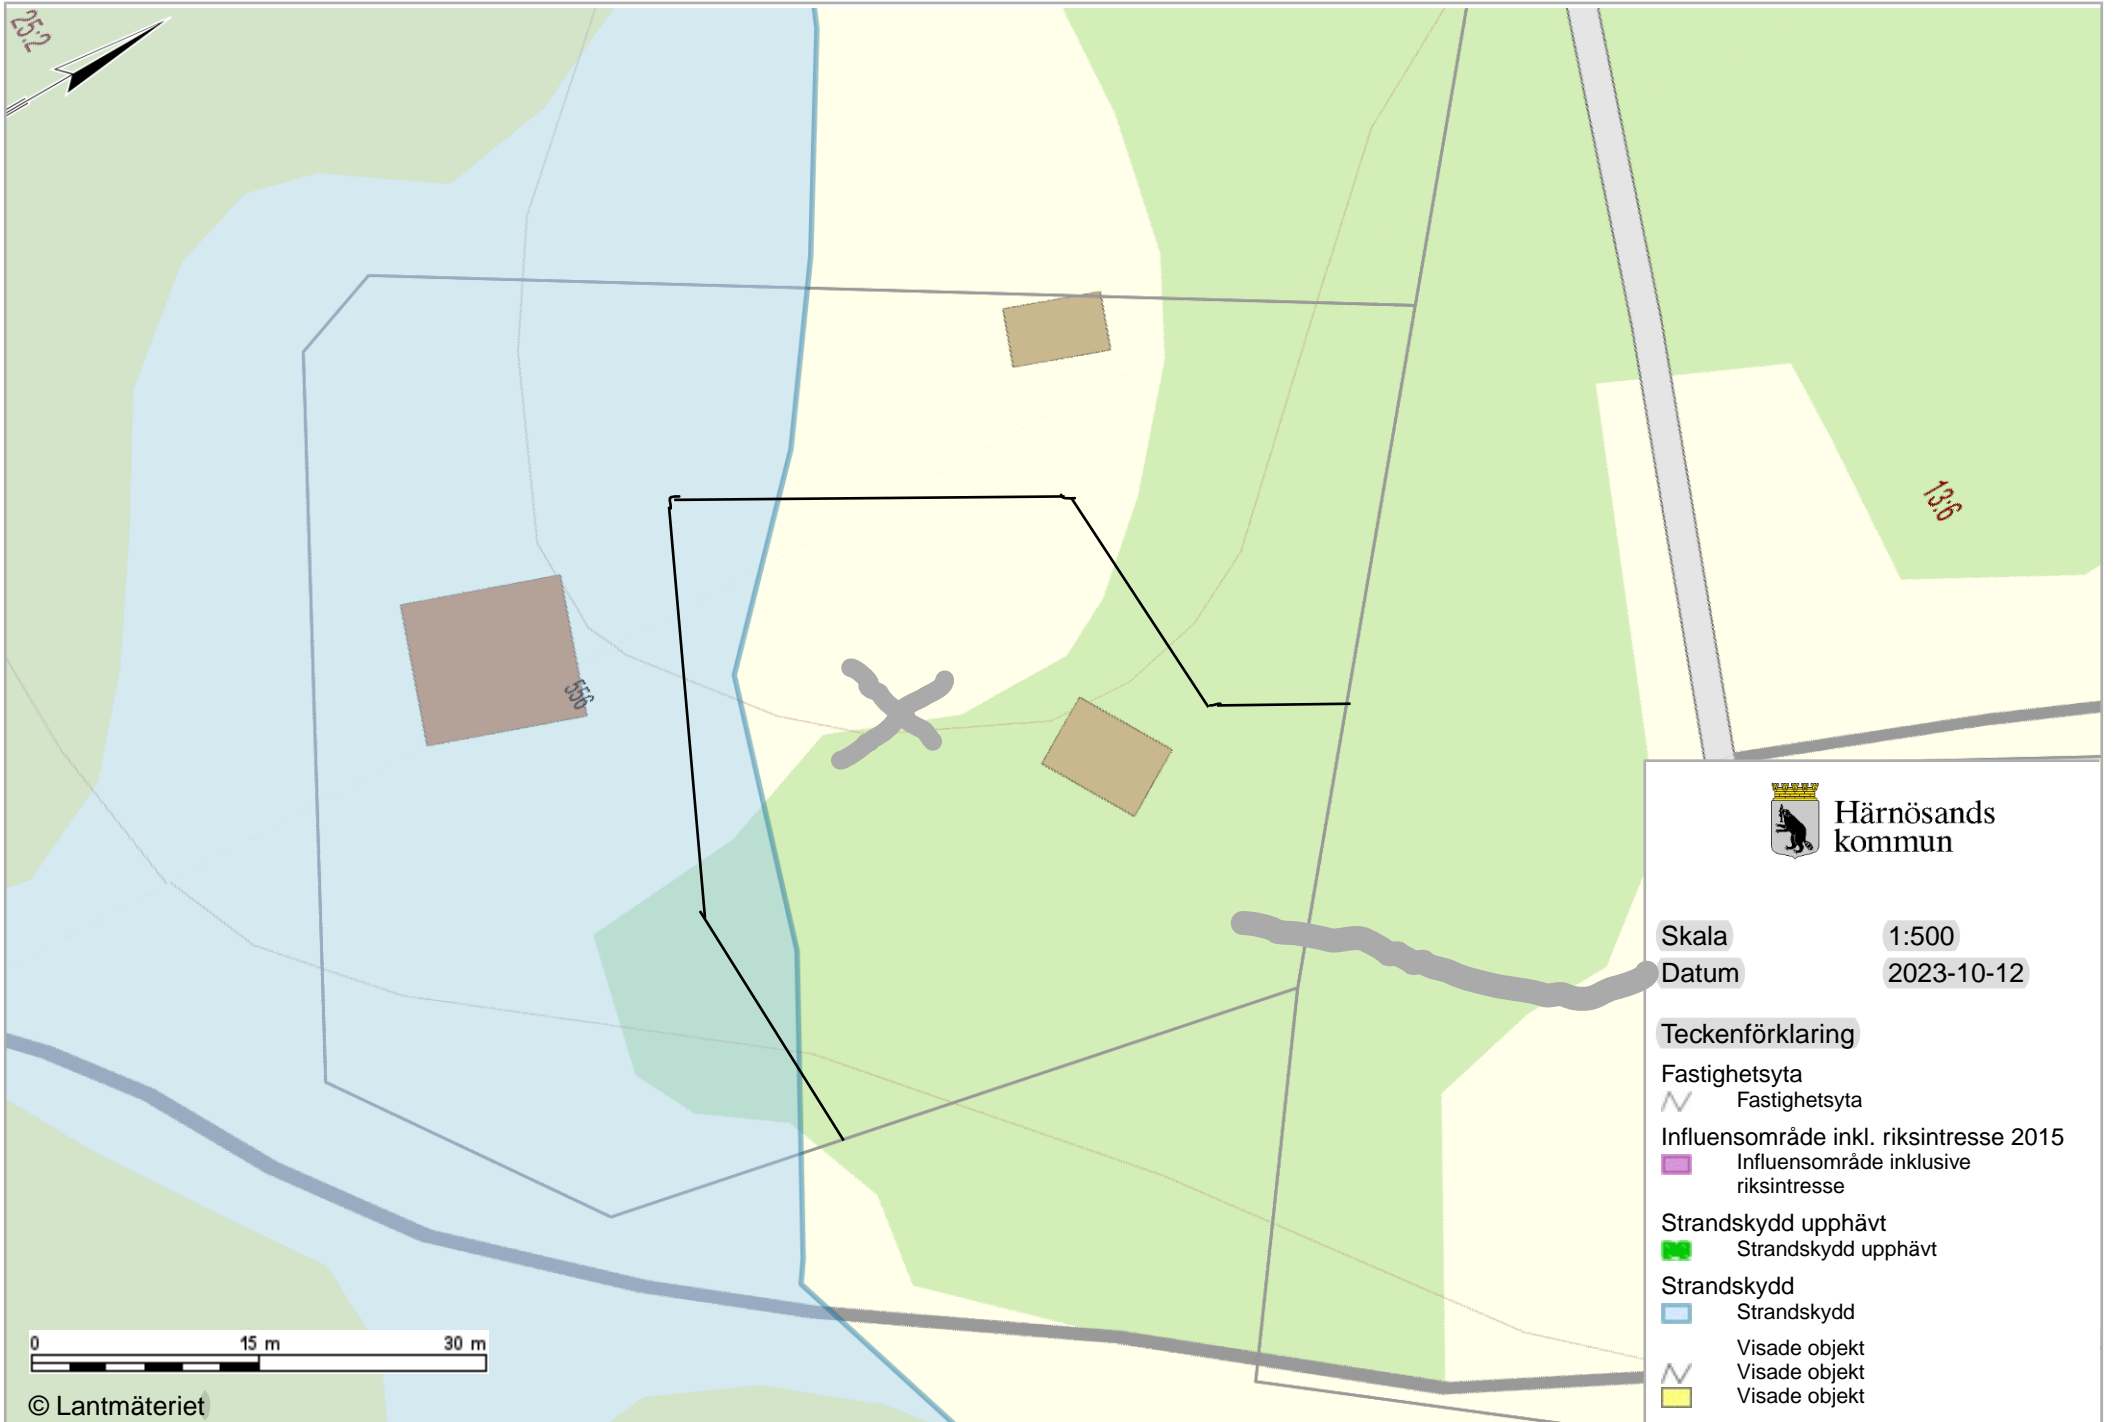 25:2
13:6
556
Härnösands
kommun
Skala 1:500
Datum 2023-10-12
Teckenförklaring
Fastighetsyta
Fastighetsyta
Influensområde inkl. riksintresse 2015
Influensområde inklusive
riksintresse
Strandskydd upphävt
Strandskydd upphävt
Strandskydd
Strandskydd
Visade objekt
Visade objekt
Visade objekt
0 15 m 30 m
© Lantmäteriet